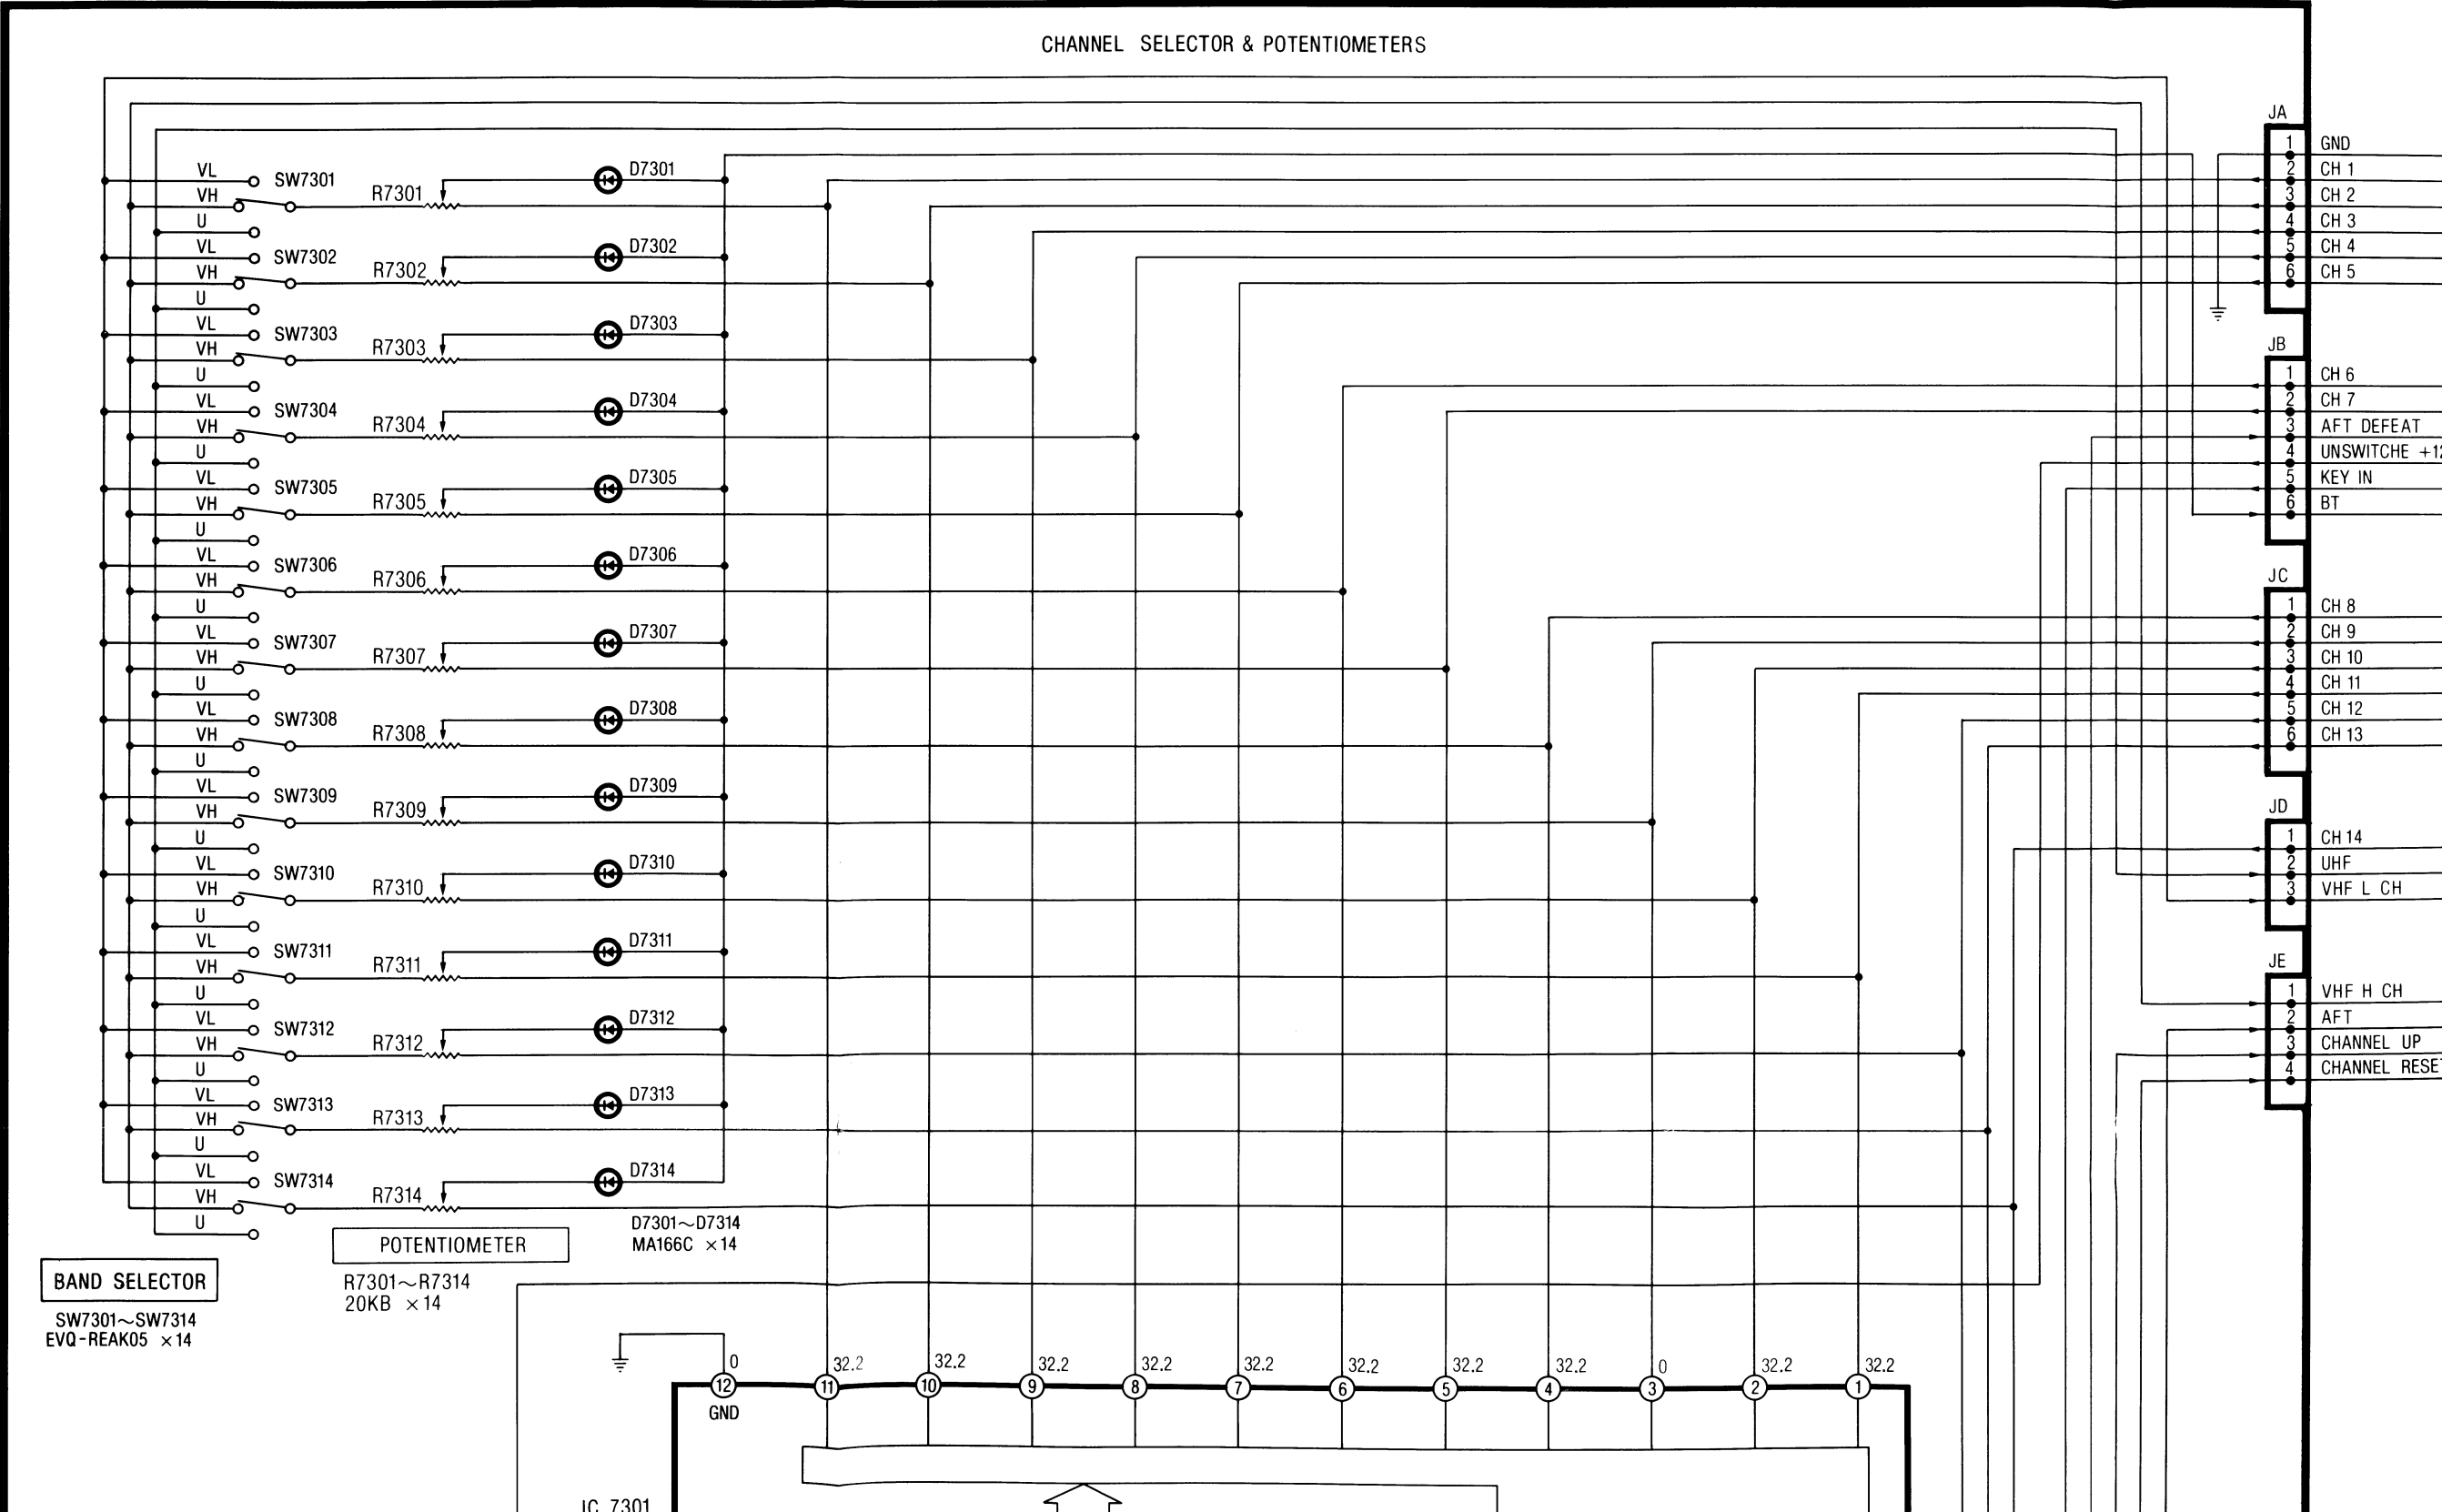 CHANNEL SELECTOR & POTENTIOMETERS
VL SW7301 R7301 D7301
VH
U
VL SW7302 R7302 D7302
VH
U
VL SW7303 R7303 D7303
VH
U
VL SW7304 R7304 D7304
VH
U
VL SW7305 R7305 D7305
VH
U
VL SW7306 R7306 D7306
VH
U
VL SW7307 R7307 D7307
VH
U
VL SW7308 R7308 D7308
VH
U
VL SW7309 R7309 D7309
VH
U
VL SW7310 R7310 D7310
VH
U
VL SW7311 R7311 D7311
VH
U
VL SW7312 R7312 D7312
VH
U
VL SW7313 R7313 D7313
VH
U
VL SW7314 R7314 D7314
VH
U
BAND SELECTOR
SW7301~SW7314
EVQ-REAK05 ×14
POTENTIOMETER
R7301~R7314
20KB ×14
D7301~D7314
MA166C ×14
JA
1 GND
2 CH 1
3 CH 2
4 CH 3
5 CH 4
6 CH 5
JB
1 CH 6
2 CH 7
3 AFT DEFEAT
4 UNSWITCHE +12
5 KEY IN
6 BT
JC
1 CH 8
2 CH 9
3 CH 10
4 CH 11
5 CH 12
6 CH 13
JD
1 CH 14
2 UHF
3 VHF L CH
JE
1 VHF H CH
2 AFT
3 CHANNEL UP
4 CHANNEL RESET
0 32.2 32.2 32.2 32.2 32.2 32.2 32.2 32.2 0 32.2 32.2
12 11 10 9 8 7 6 5 4 3 2 1
GND
IC 7301